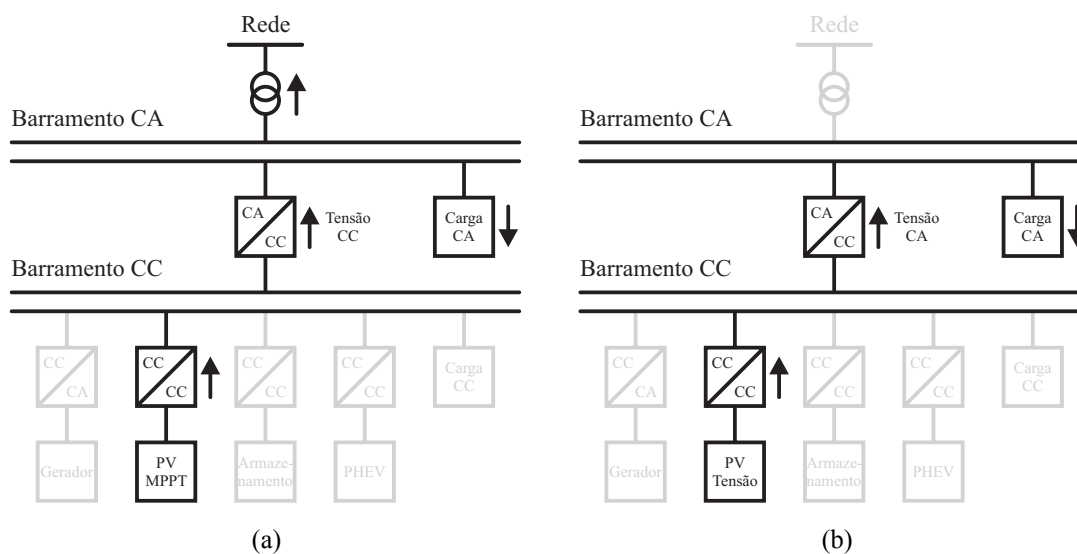 Rede
Barramento CA
CA
CC
Tensão
CC
Carga
CA
Barramento CC
CC
CA
CC
CC
CC
CC
CC
CC
Carga
CC
Gerador
PV
MPPT
Armaze-
namento
PHEV
(a)
Rede
Barramento CA
CA
CC
Tensão
CA
Carga
CA
Barramento CC
CC
CA
CC
CC
CC
CC
CC
CC
Carga
CC
Gerador
PV
Tensão
Armaze-
namento
PHEV
(b)